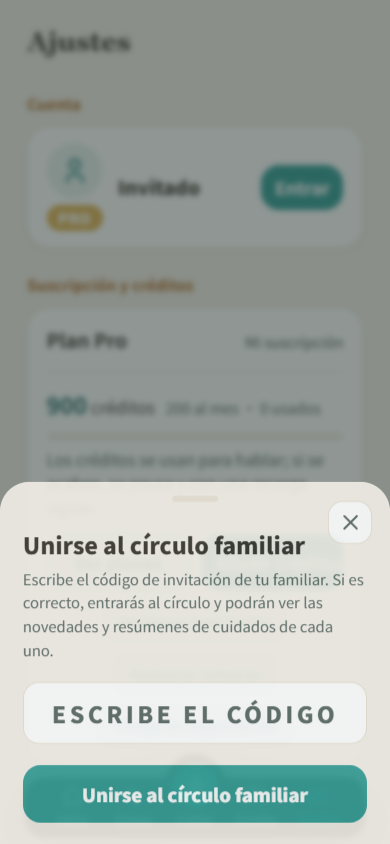 Ajustes
Cuenta
Invitado
Entrar
PRO
Suscripción y créditos
Plan Pro
Mi suscripción
900 créditos 200 al mes • 0 usados
Los créditos se usan para hablar; si se
Unirse al círculo familiar
Escribe el código de invitación de tu familiar. Si es
correcto, entrarás al círculo y podrán ver las
novedades y resúmenes de cuidados de cada
uno.
ESCRIBE EL CÓDIGO
Unirse al círculo familiar